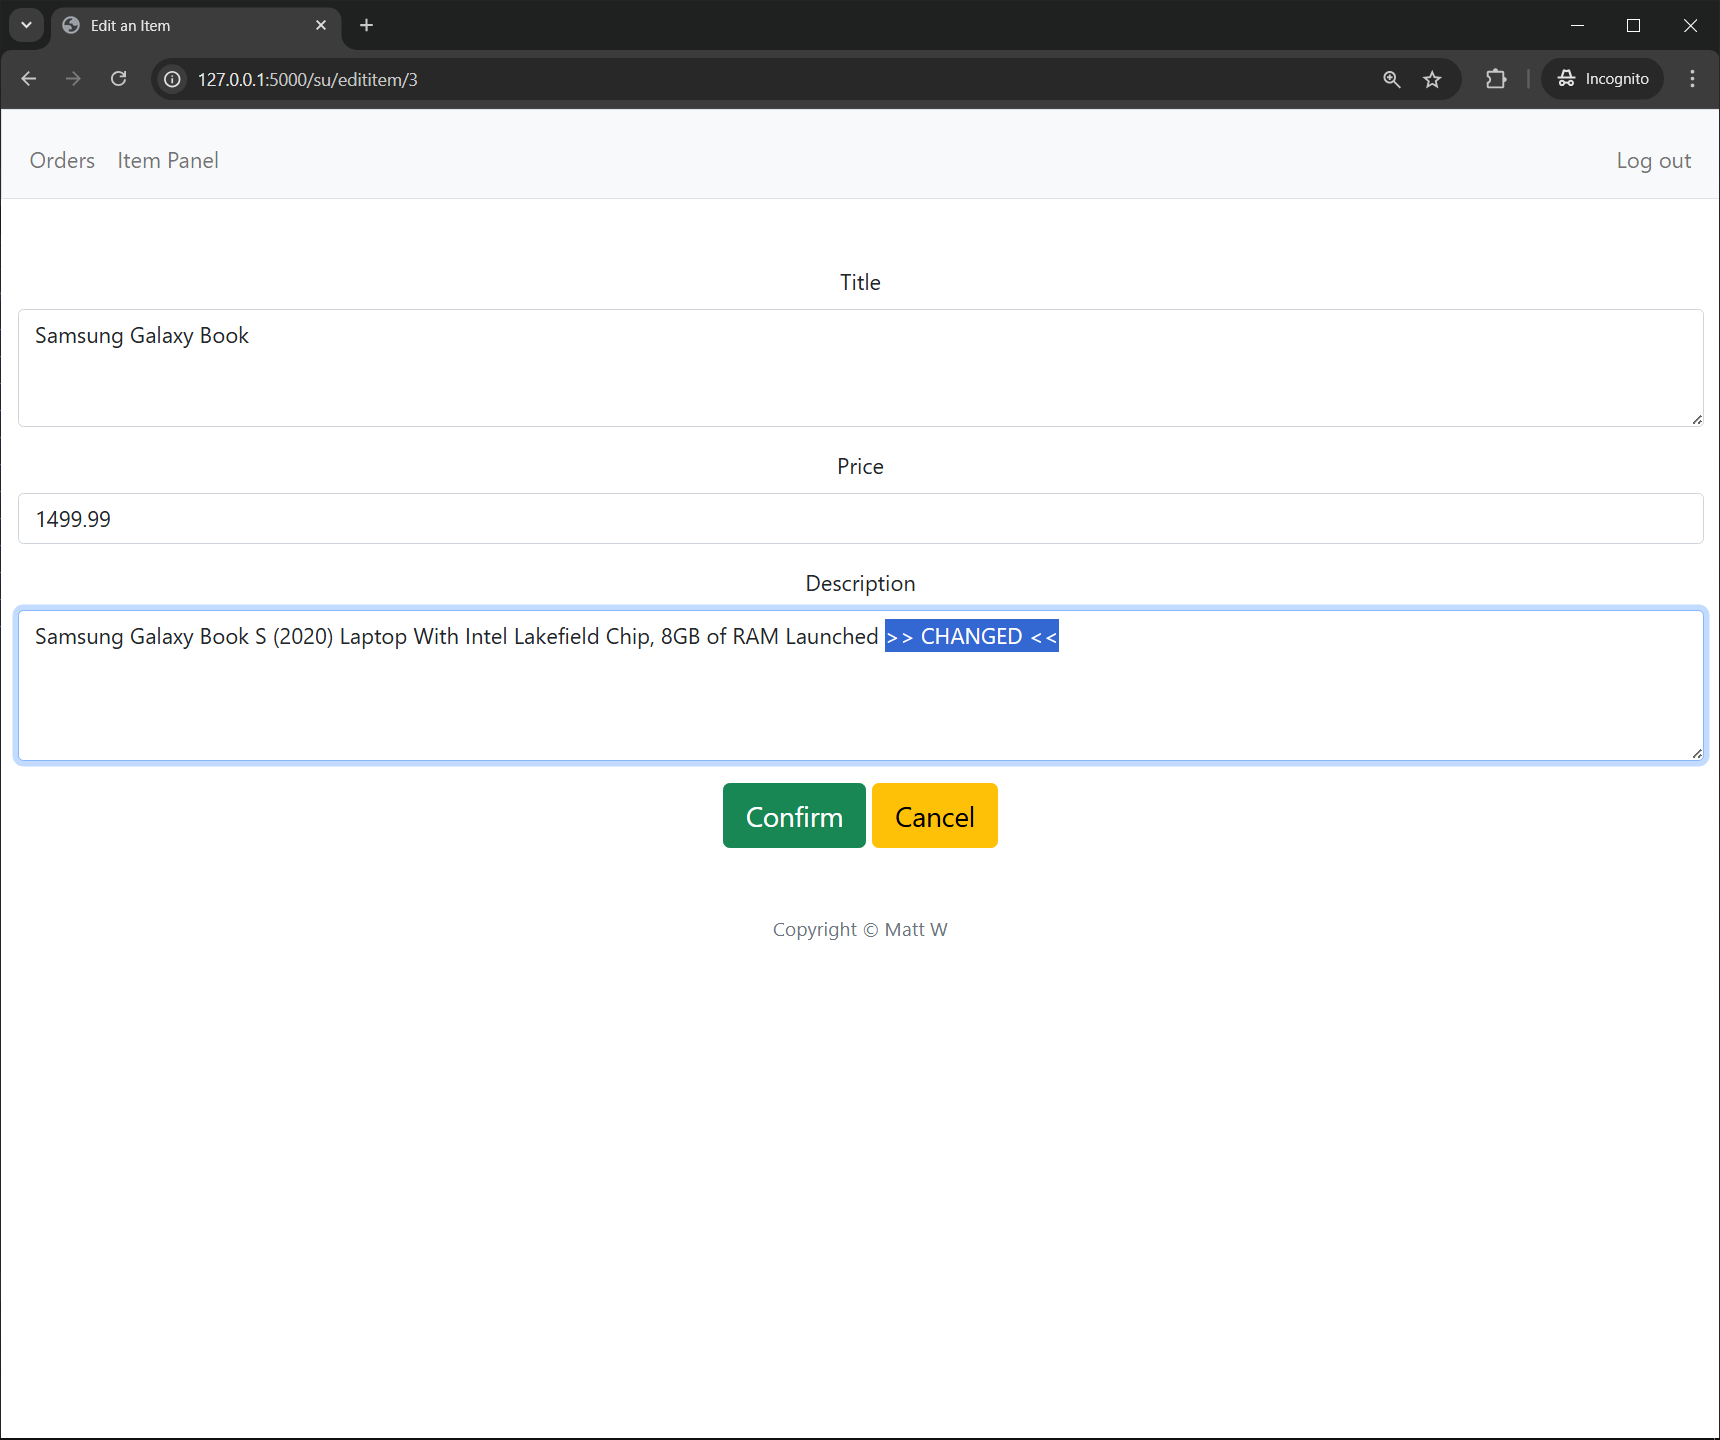 Edit an Item
127.0.0.1:5000/su/edititem/3
Incognito
Orders Item Panel Log out
Title
Samsung Galaxy Book
Price
1499.99
Description
Samsung Galaxy Book S (2020) Laptop With Intel Lakefield Chip, 8GB of RAM Launched >> CHANGED <<
Confirm Cancel
Copyright © Matt W